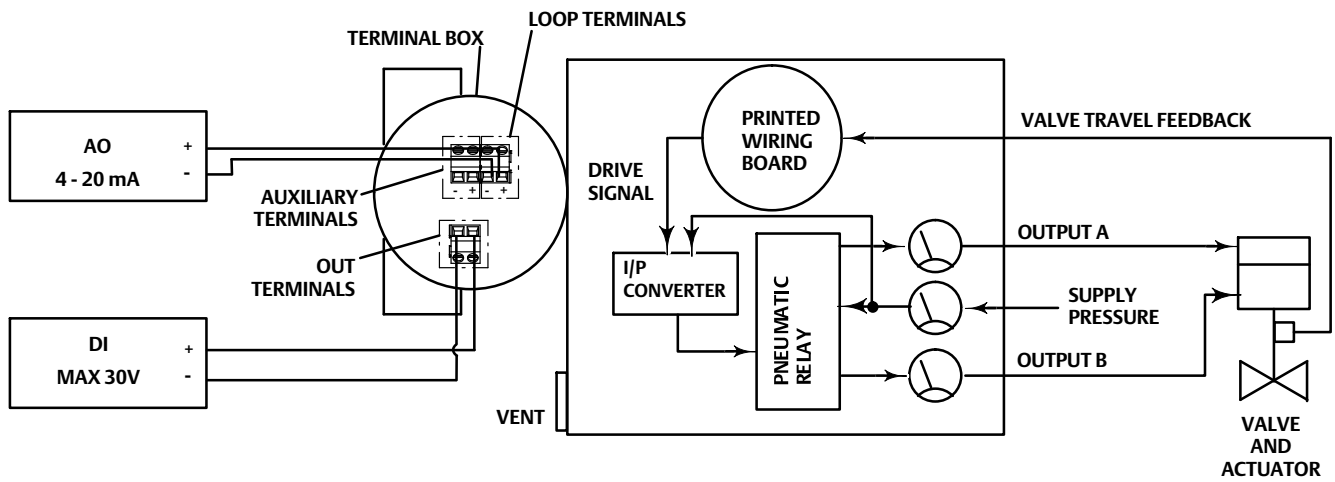 LOOP TERMINALS
TERMINAL BOX
AO
4 - 20 mA
+
-
AUXILIARY
TERMINALS
- + - +
OUT
TERMINALS
- +
DI
MAX 30V
+
-
VENT
PRINTED
WIRING
BOARD
DRIVE
SIGNAL
I/P
CONVERTER
PNEUMATIC
RELAY
VALVE TRAVEL FEEDBACK
OUTPUT A
SUPPLY
PRESSURE
OUTPUT B
VALVE
AND
ACTUATOR